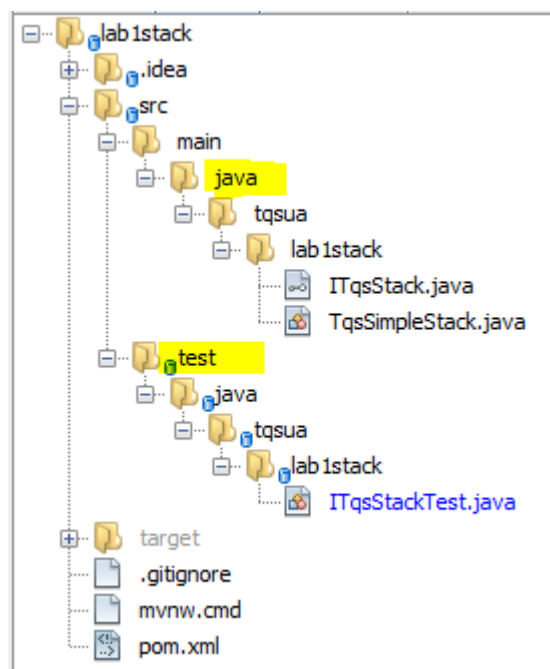 lab1stack
.idea
src
main
java
tqsua
lab1stack
ITqsStack.java
TqsSimpleStack.java
test
java
tqsua
lab1stack
ITqsStackTest.java
target
.gitignore
mvnw.cmd
pom.xml